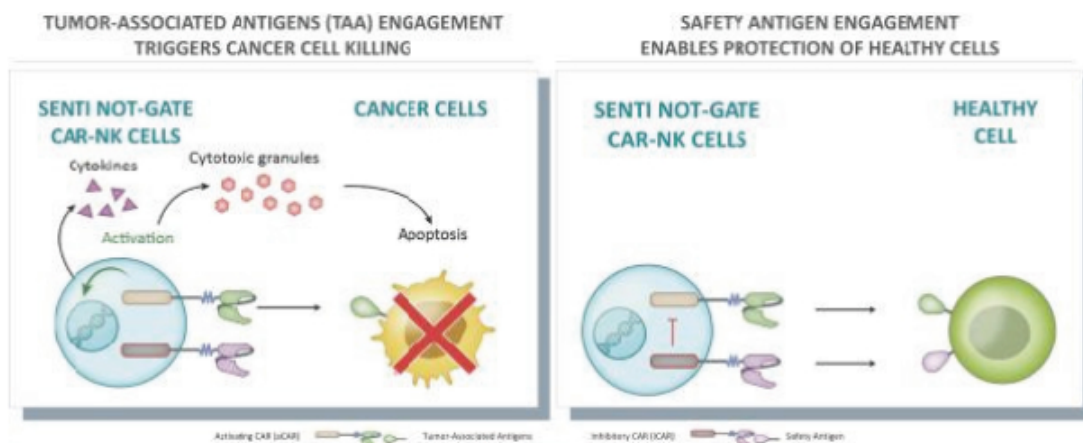 TUMOR-ASSOCIATED ANTIGENS (TAA) ENGAGEMENT
TRIGGERS CANCER CELL KILLING
SENTI NOT-GATE
CAR-NK CELLS
CANCER CELLS
Cytokines
Cytotoxic granules
Activation
Apoptosis
SAFETY ANTIGEN ENGAGEMENT
ENABLES PROTECTION OF HEALTHY CELLS
SENTI NOT-GATE
CAR-NK CELLS
HEALTHY
CELL
Activating CAR (aCAR)
Tumor-Associated Antigens
Inhibitory CAR (iCAR)
Safety Antigen